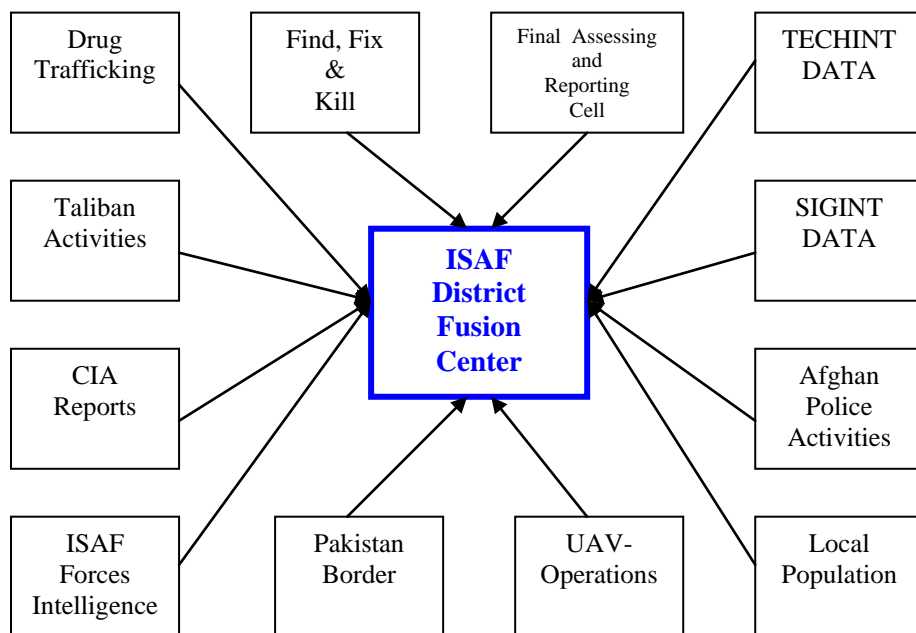 Drug
Trafficking
Find, Fix
&
Kill
Final Assessing
and
Reporting
Cell
TECHINT
DATA
Taliban
Activities
ISAF
District
Fusion
Center
SIGINT
DATA
CIA
Reports
Afghan
Police
Activities
ISAF
Forces
Intelligence
Pakistan
Border
UAV-
Operations
Local
Population